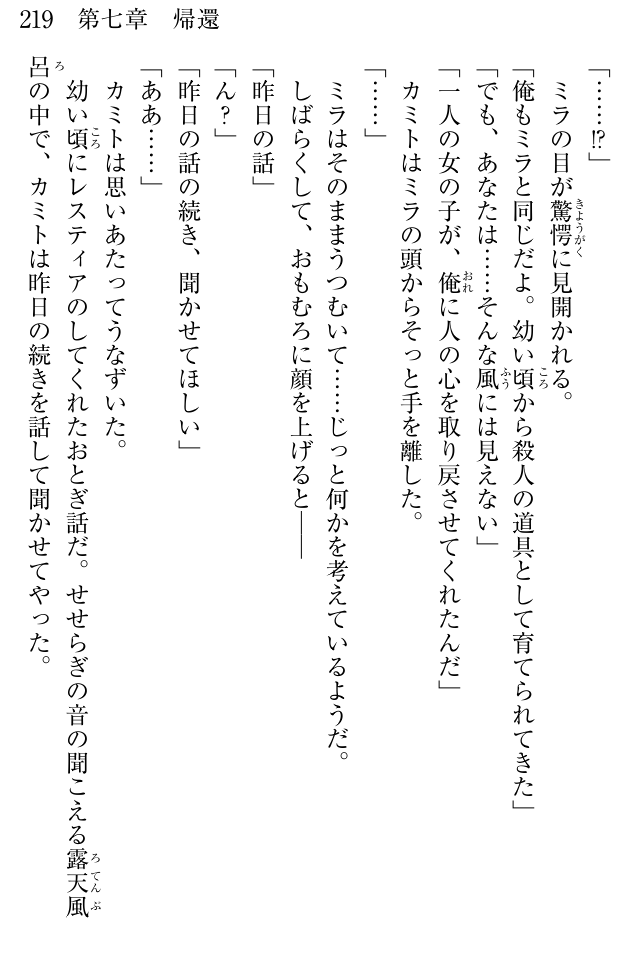 219 第七章 帰還
「……!?」
ミラの目が驚愕に見開かれる。
「俺もミラと同じだよ。幼い頃から殺人の道具として育てられてきた」
「でも、あなたは……そんな風には見えない」
「一人の女の子が、俺に人の心を取り戻させてくれたんだ」
カミトはミラの頭からそっと手を離した。
「……」
ミラはそのままうつむいて……じっと何かを考えているようだ。
しばらくして、おもむろに顔を上げると――
「昨日の話」
「ん?」
「昨日の話の続き、聞かせてほしい」
「ああ……」
カミトは思いあたってうなずいた。
幼い頃にレスティアのしてくれたおとぎ話だ。せせらぎの音の聞こえる露天風
呂の中で、カミトは昨日の続きを話して聞かせてやった。